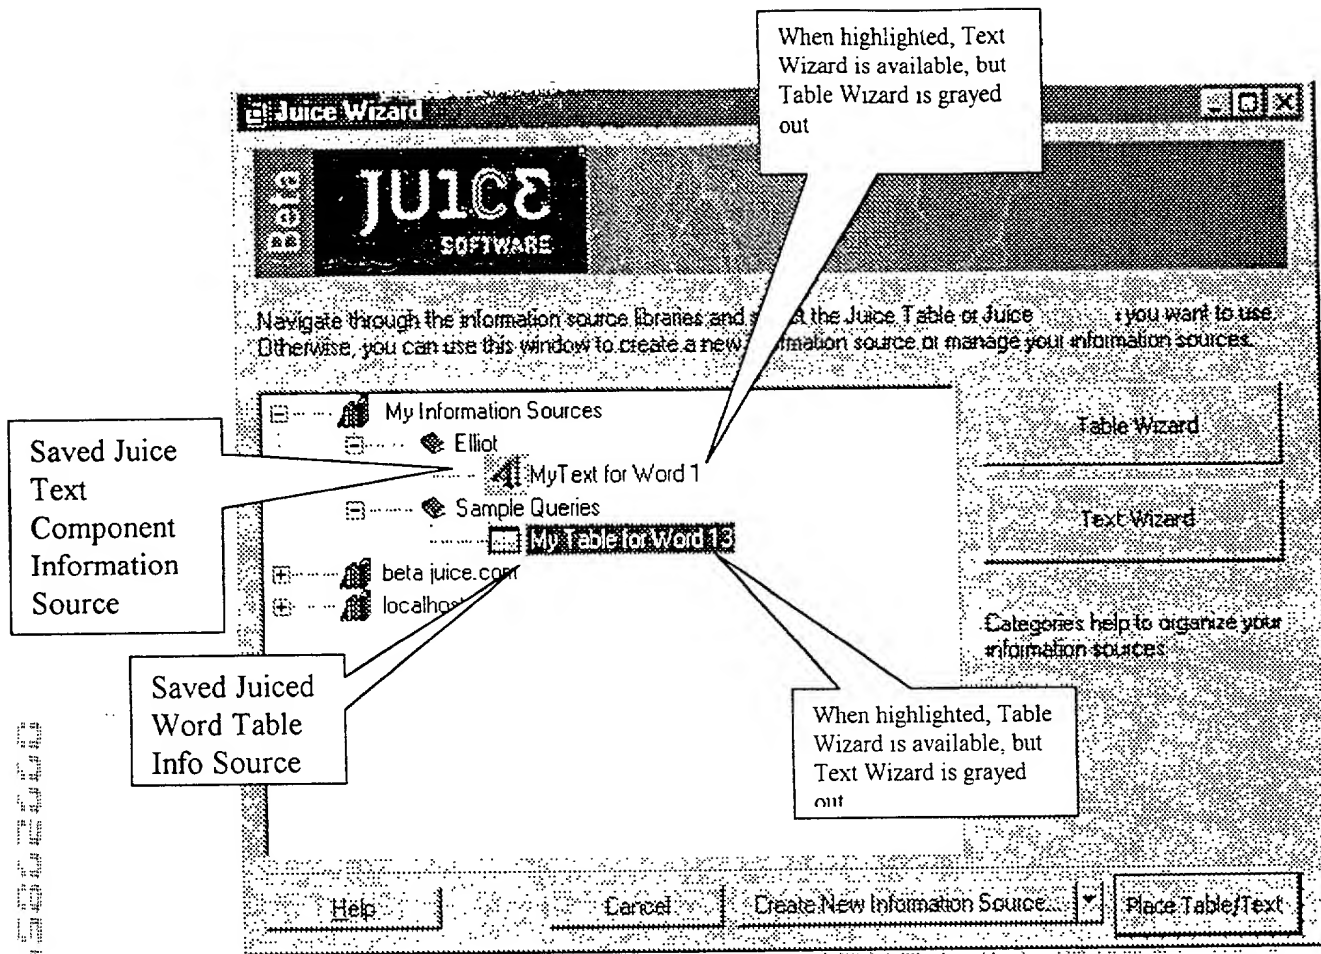 When highlighted, Text
Wizard is available, but
Table Wizard is grayed
out
Juice Wizard
Beta
JU1CE
SOFTWARE
Navigate through the information source libraries and the Juice Table or Juice you want to use.
Otherwise, you can use this window to create a new information source or manage your information sources.
My Information Sources
Elliot
MyText for Word 1
Sample Queries
My Table for Word 13
beta juice.com
localhost
Table Wizard
Text Wizard
Categories help to organize your
information sources
Saved Juice
Text
Component
Information
Source
Saved Juiced
Word Table
Info Source
When highlighted, Table
Wizard is available, but
Text Wizard is grayed
out
Help
Cancel
Create New Information Source...
Place Table/Text